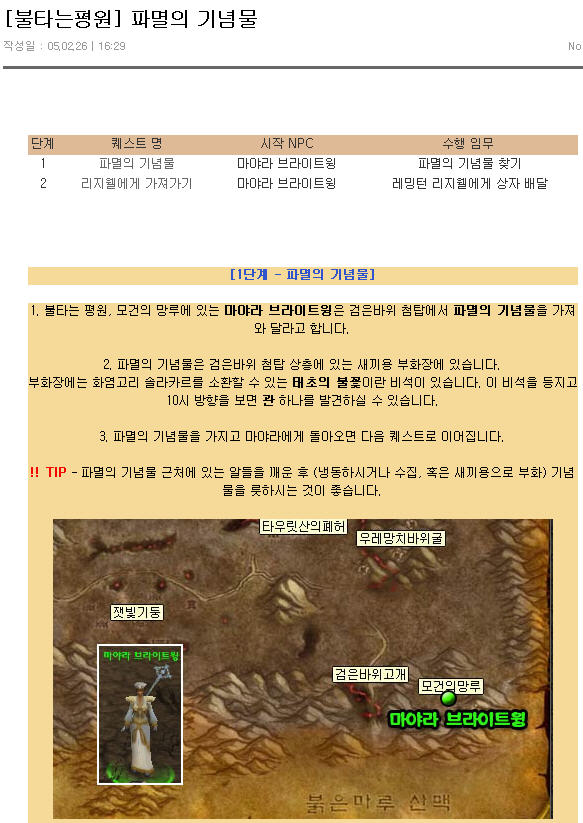 [불타는평원] 파멸의 기념물
작성일 : 05,02,26 | 16:29 No
단계 퀘스트 명 시작 NPC 수행 임무
1 파멸의 기념물 마야라 브라이트윙 파멸의 기념물 찾기
2 리지웰에게 가져가기 마야라 브라이트윙 레밍턴 리지웰에게 상자 배달
[1단계 - 파멸의 기념물]
1. 불타는 평원, 모건의 망루에 있는 마야라 브라이트윙은 검은바위 첨탑에서 파멸의 기념물을 가져
와 달라고 합니다.
2. 파멸의 기념물은 검은바위 첨탑 상층에 있는 새끼용 부화장에 있습니다.
부화장에는 화염고리 솔라카르를 소환할 수 있는 태초의 불꽃이란 비석이 있습니다. 이 비석을 등지고
10시 방향을 보면 관 하나를 발견하실 수 있습니다.
3. 파멸의 기념물을 가지고 마야라에게 돌아오면 다음 퀘스트로 이어집니다.
!! TIP - 파멸의 기념물 근처에 있는 알들을 깨운 후 (냉동하시거나 수집, 혹은 새끼용으로 부화) 기념
물을 룻하시는 것이 좋습니다.
타우릿산의폐허
우레망치바위굴
잿빛기둥
마야라 브라이트윙
검은바위고개
모건의망루
마야라 브라이트윙
붉은마루 산맥